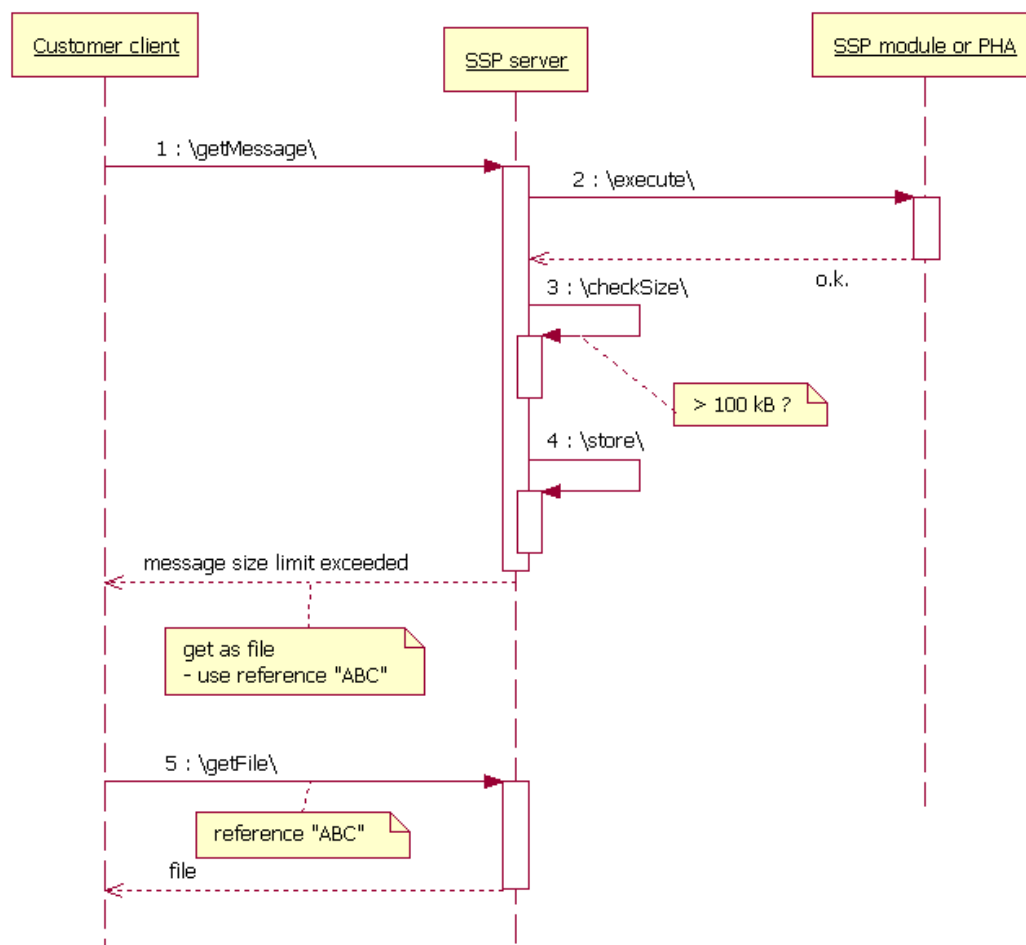 Customer client
SSP server
SSP module or PHA
1 : \getMessage\
2 : \execute\
o.k.
3 : \checkSize\
> 100 kB ?
4 : \store\
message size limit exceeded
get as file
- use reference "ABC"
5 : \getFile\
reference "ABC"
file